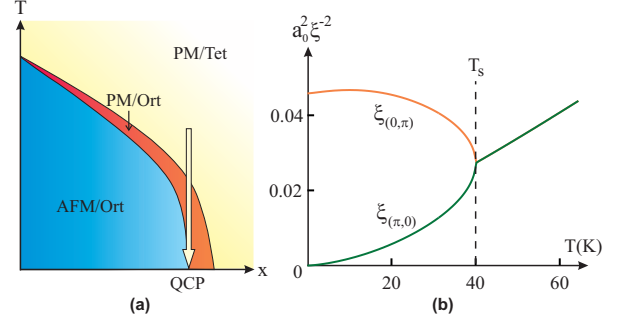 T
PM/Tet
PM/Ort
AFM/Ort
QCP
x
(a)
a₀²ξ⁻²
Tₛ
0.04
ξ(0,π)
0.02
ξ(π,0)
T(K)
0
20
40
60
(b)